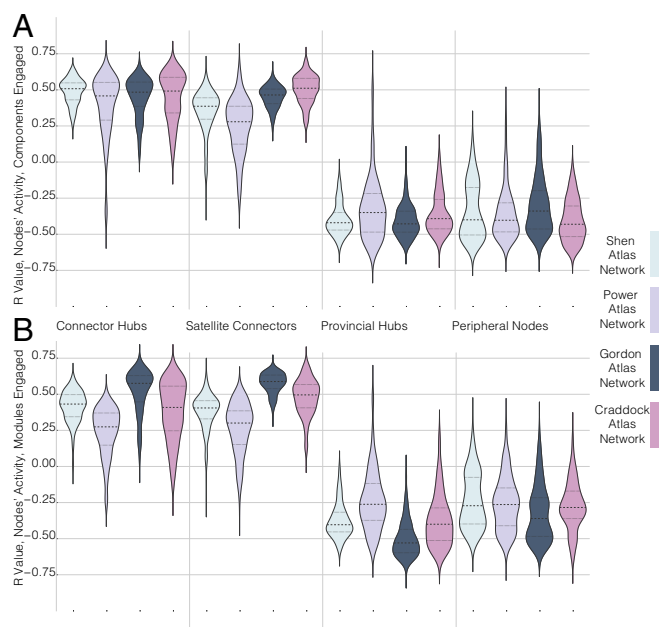 A
R Value, Nodes' Activity, Components Engaged
0.75
0.50
0.25
0.00
−0.25
−0.50
−0.75
Shen
Atlas
Network
Power
Atlas
Network
Gordon
Atlas
Network
Craddock
Atlas
Network
B
Connector Hubs
Satellite Connectors
Provincial Hubs
Peripheral Nodes
R Value, Nodes' Activity, Modules Engaged
0.75
0.50
0.25
0.00
−0.25
−0.50
−0.75